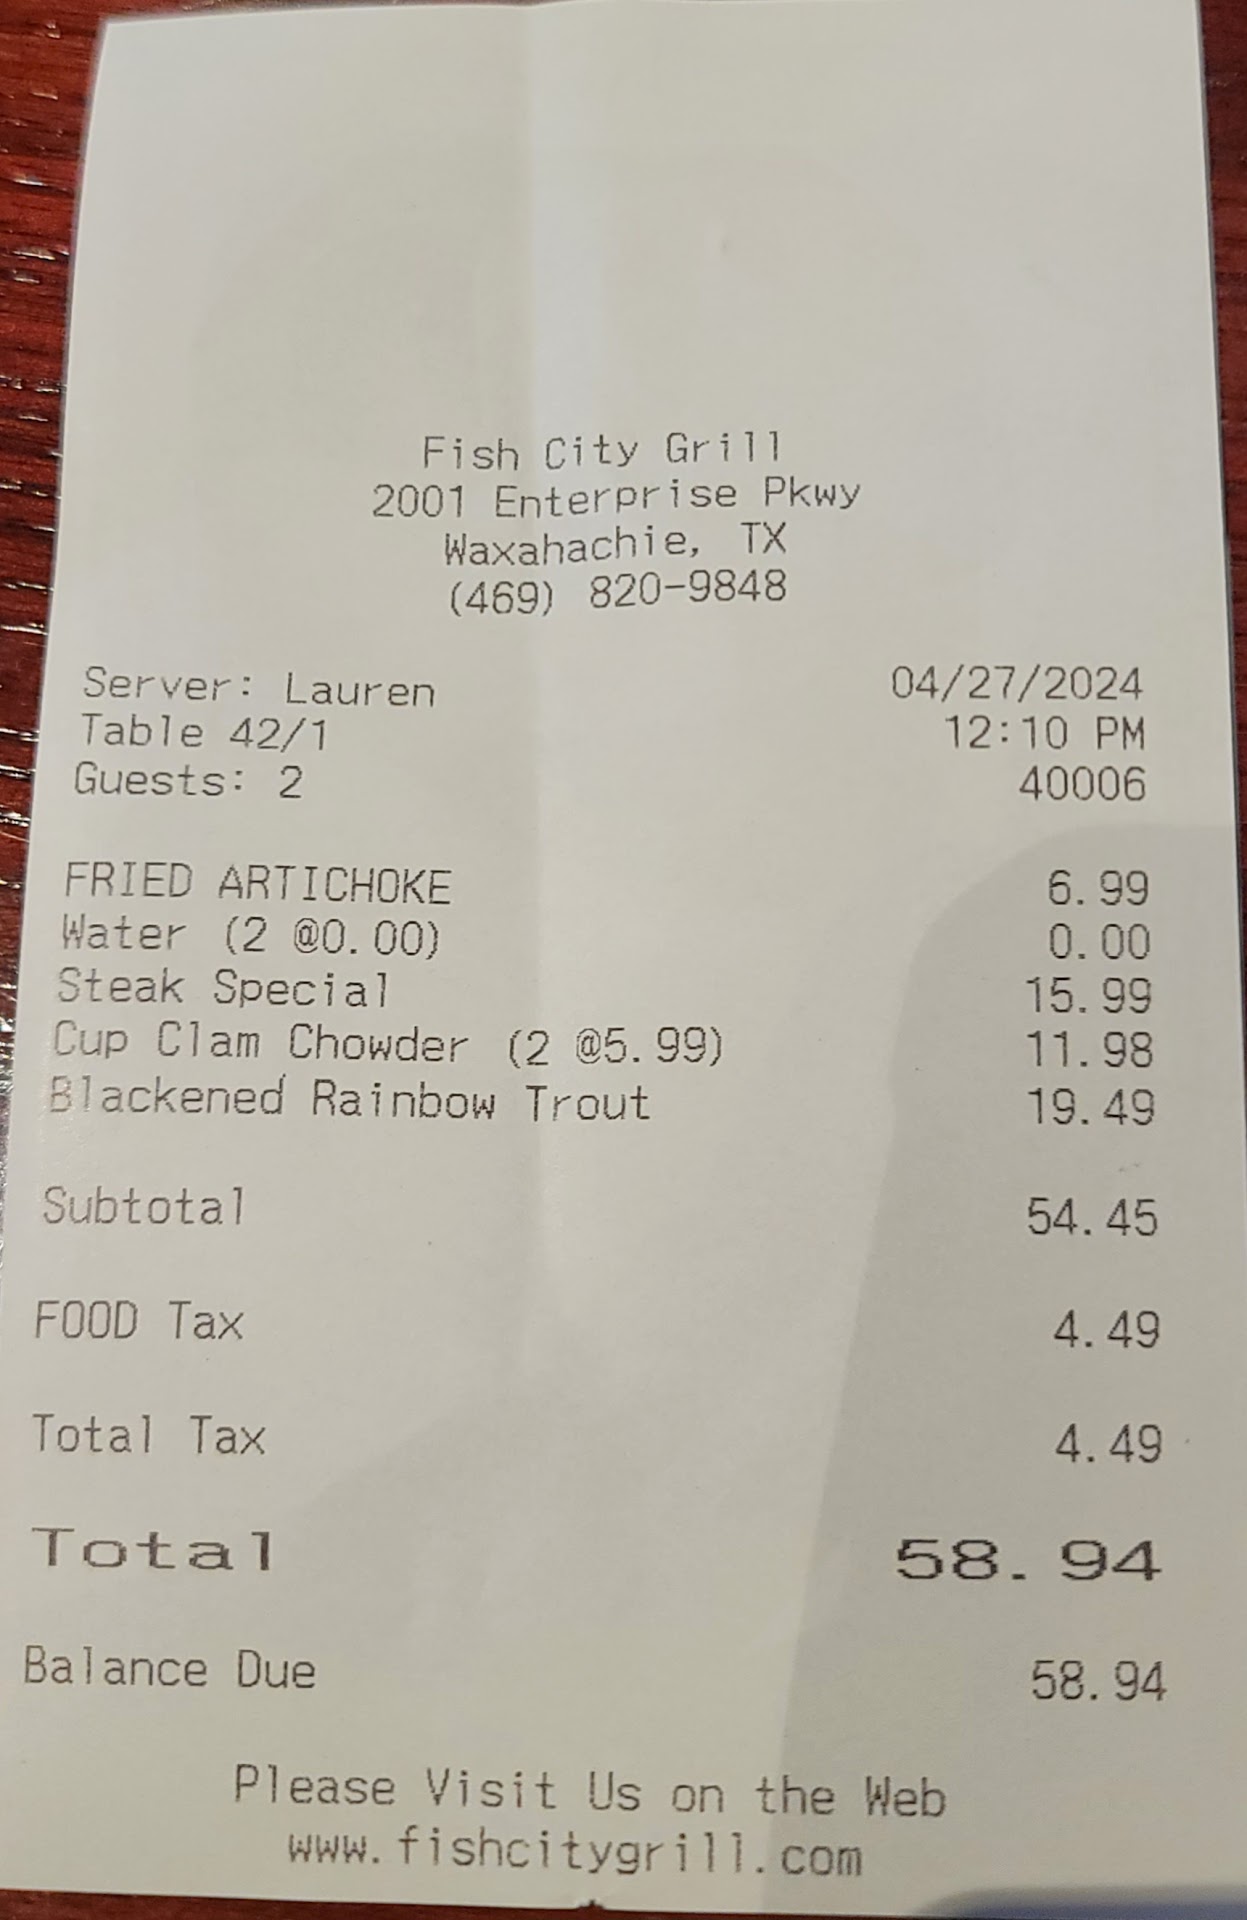 Fish City Grill
2001 Enterprise Pkwy
Waxahachie, TX
(469) 820-9848
Server: Lauren 04/27/2024
Table 42/1 12:10 PM
Guests: 2 40006
FRIED ARTICHOKE 6.99
Water (2 @0.00) 0.00
Steak Special 15.99
Cup Clam Chowder (2 @5.99) 11.98
Blackened Rainbow Trout 19.49
Subtotal 54.45
FOOD Tax 4.49
Total Tax 4.49
Total 58.94
Balance Due 58.94
Please Visit Us on the Web
www.fishcitygrill.com